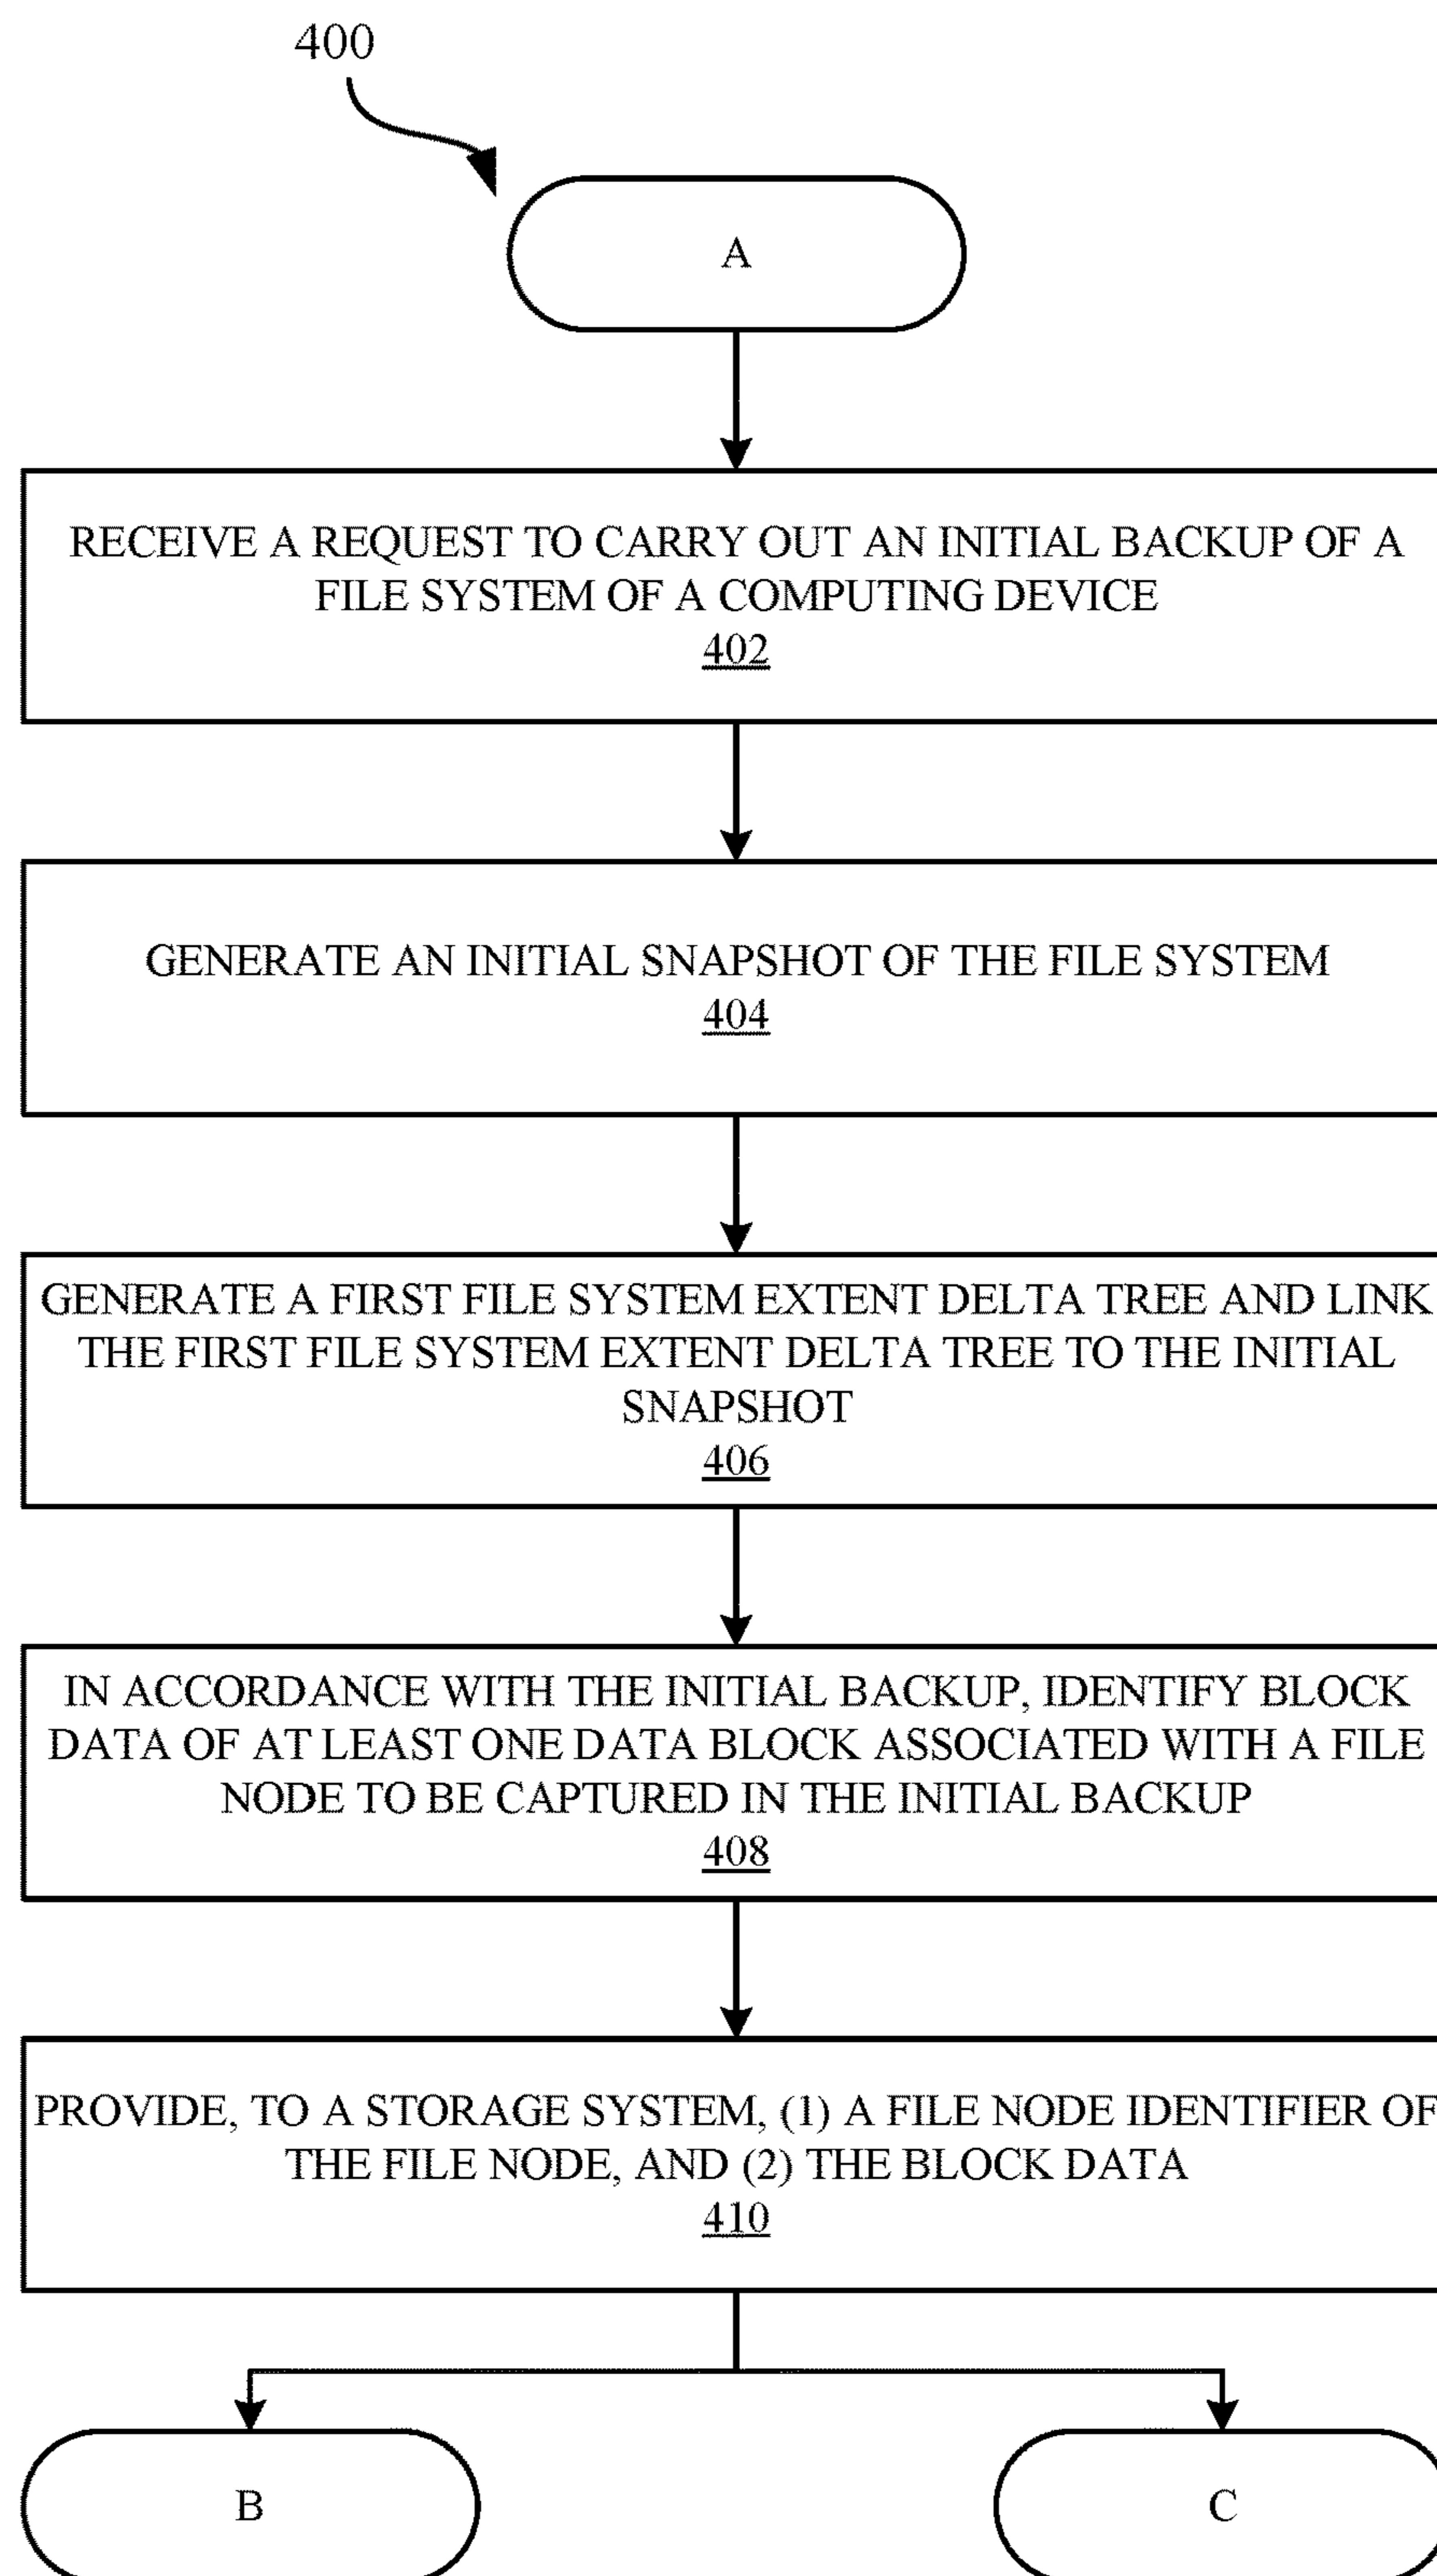 400
A
RECEIVE A REQUEST TO CARRY OUT AN INITIAL BACKUP OF A
FILE SYSTEM OF A COMPUTING DEVICE
402
GENERATE AN INITIAL SNAPSHOT OF THE FILE SYSTEM
404
GENERATE A FIRST FILE SYSTEM EXTENT DELTA TREE AND LINK
THE FIRST FILE SYSTEM EXTENT DELTA TREE TO THE INITIAL
SNAPSHOT
406
IN ACCORDANCE WITH THE INITIAL BACKUP, IDENTIFY BLOCK
DATA OF AT LEAST ONE DATA BLOCK ASSOCIATED WITH A FILE
NODE TO BE CAPTURED IN THE INITIAL BACKUP
408
PROVIDE, TO A STORAGE SYSTEM, (1) A FILE NODE IDENTIFIER OF
THE FILE NODE, AND (2) THE BLOCK DATA
410
B
C